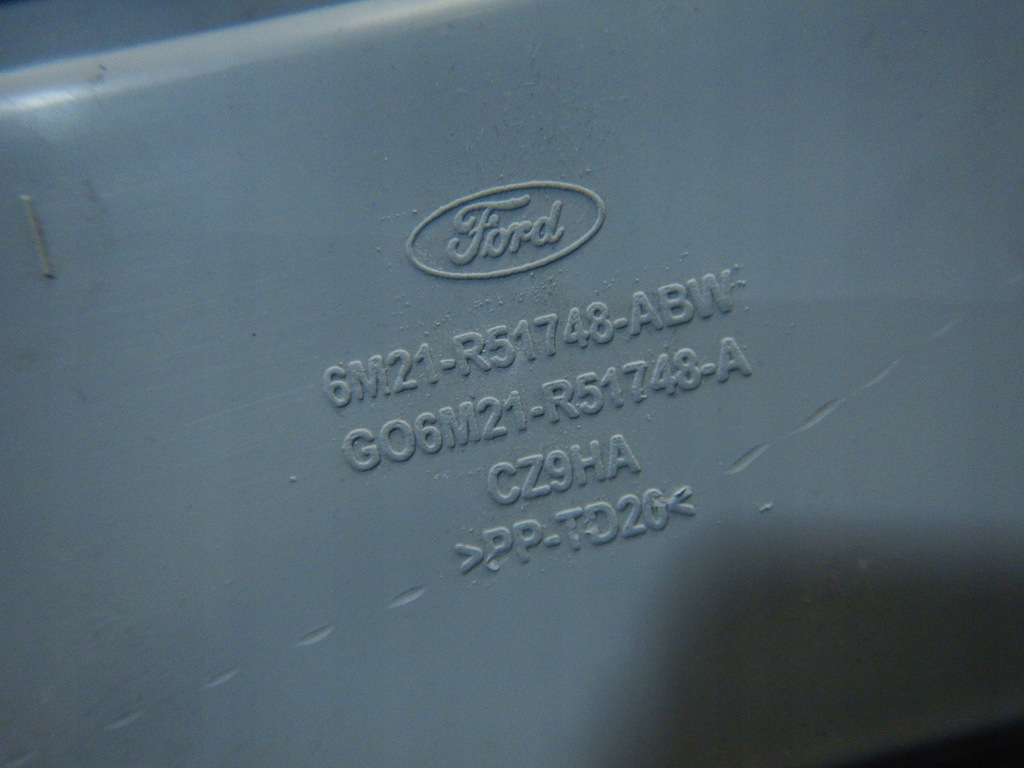 Ford
6M21-R51748-ABW
GO6M21-R51748-A
CZ9HA
>PP-TD20<